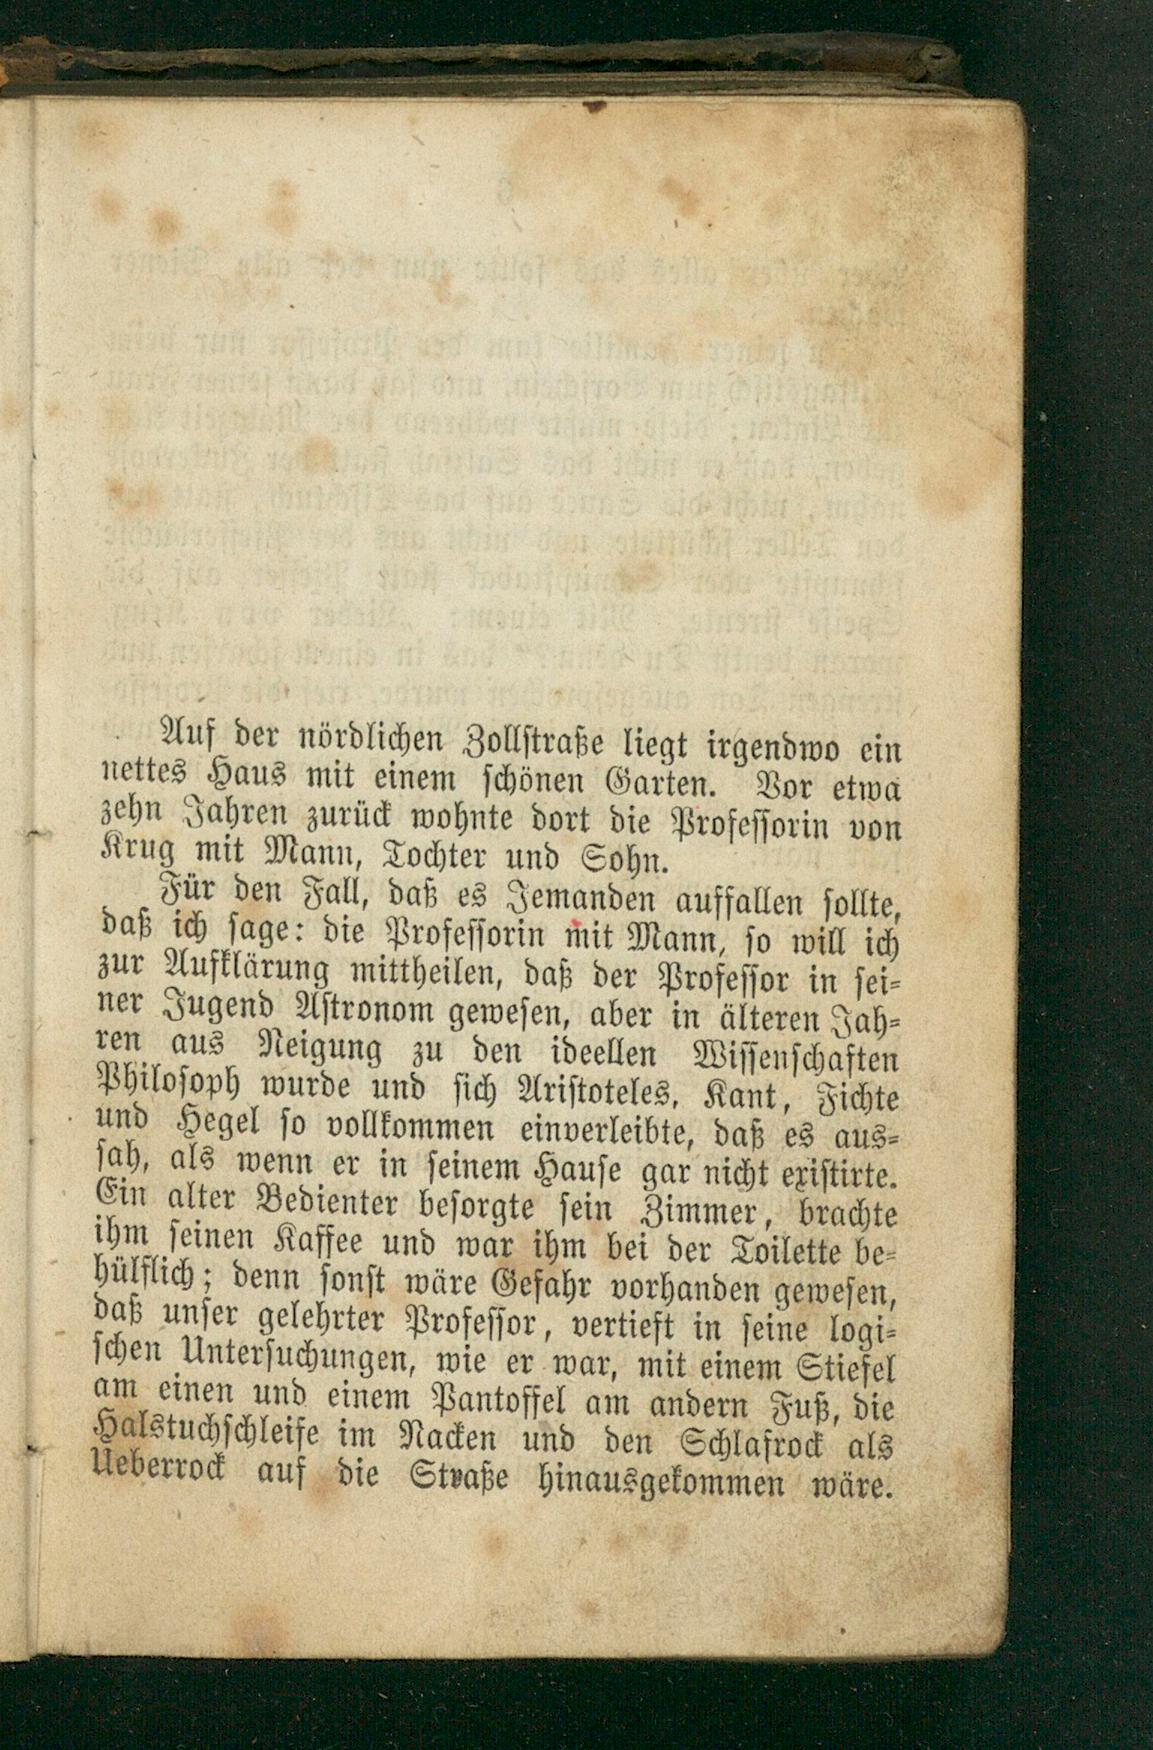 Auf der nördlichen Zollstraße liegt irgendwo ein
nettes Haus mit einem schönen Garten. Vor etwa
zehn Jahren zurück wohnte dort die Professorin von
Krug mit Mann, Tochter und Sohn.
Für den Fall, daß es Jemanden auffallen sollte,
daß ich sage: die Professorin mit Mann, so will ich
zur Aufklärung mittheilen, daß der Professor in sei-
ner Jugend Astronom gewesen, aber in älteren Jah-
ren aus Neigung zu den ideellen Wissenschaften
Philosoph wurde und sich Aristoteles, Kant, Fichte
und Hegel so vollkommen einverleibte, daß es aus-
sah, als wenn er in seinem Hause gar nicht existirte.
Ein alter Bedienter besorgte sein Zimmer, brachte
ihm seinen Kaffee und war ihm bei der Toilette be-
hülflich; denn sonst wäre Gefahr vorhanden gewesen,
daß unser gelehrter Professor, vertieft in seine logi-
schen Untersuchungen, wie er war, mit einem Stiefel
am einen und einem Pantoffel am andern Fuß, die
Halstuchschleife im Nacken und den Schlafrock als
Ueberrock auf die Straße hinausgekommen wäre.